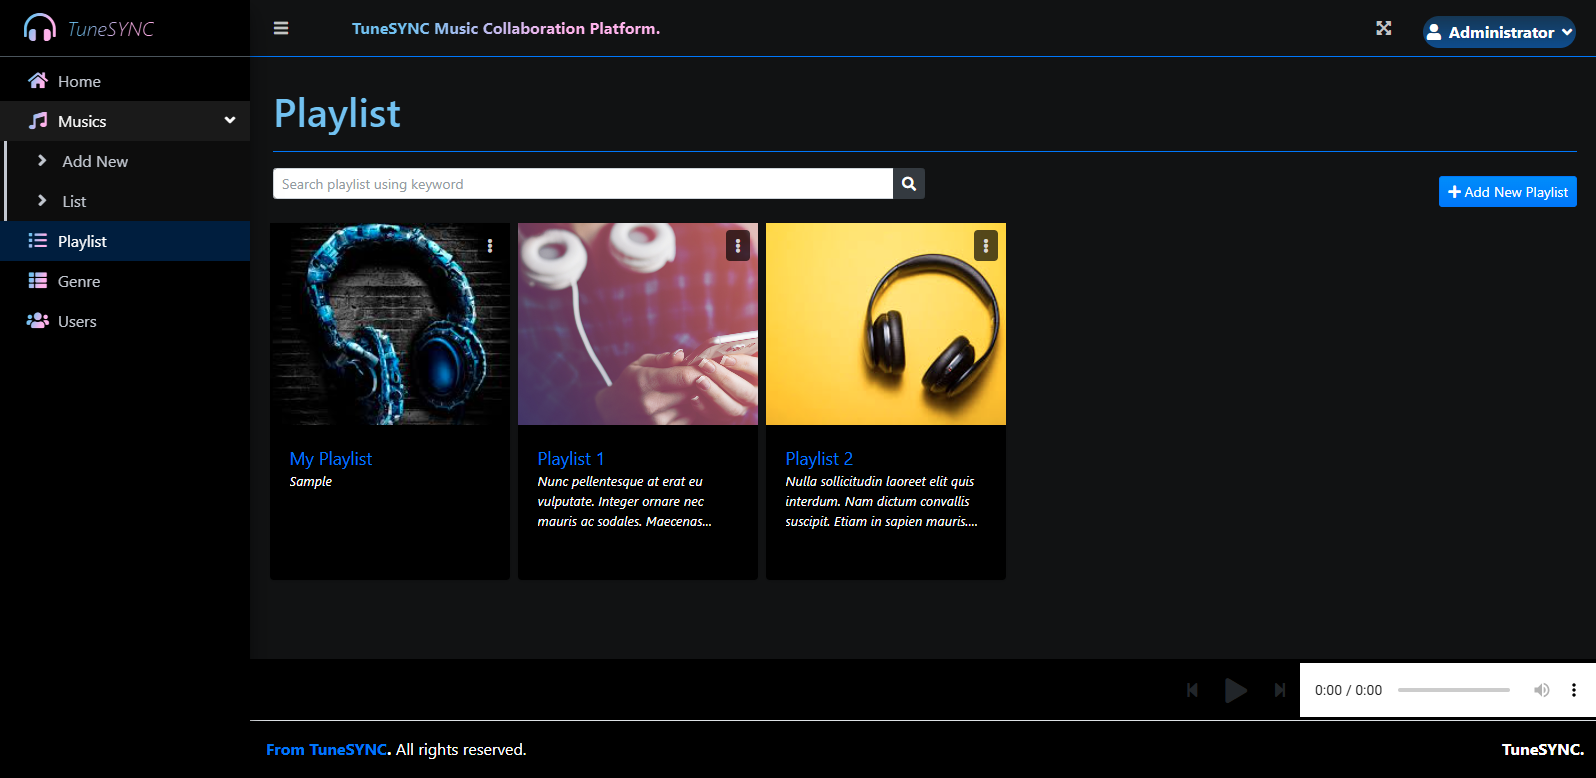 TuneSYNC
TuneSYNC Music Collaboration Platform.
Administrator
Home
Musics
Add New
List
Playlist
Genre
Users
Playlist
Search playlist using keyword
Add New Playlist
My Playlist
Sample
Playlist 1
Nunc pellentesque at erat eu
vulputate. Integer ornare nec
mauris ac sodales. Maecenas...
Playlist 2
Nulla sollicitudin laoreet elit quis
interdum. Nam dictum convallis
suscipit. Etiam in sapien mauris....
0:00 / 0:00
From TuneSYNC. All rights reserved.
TuneSYNC.